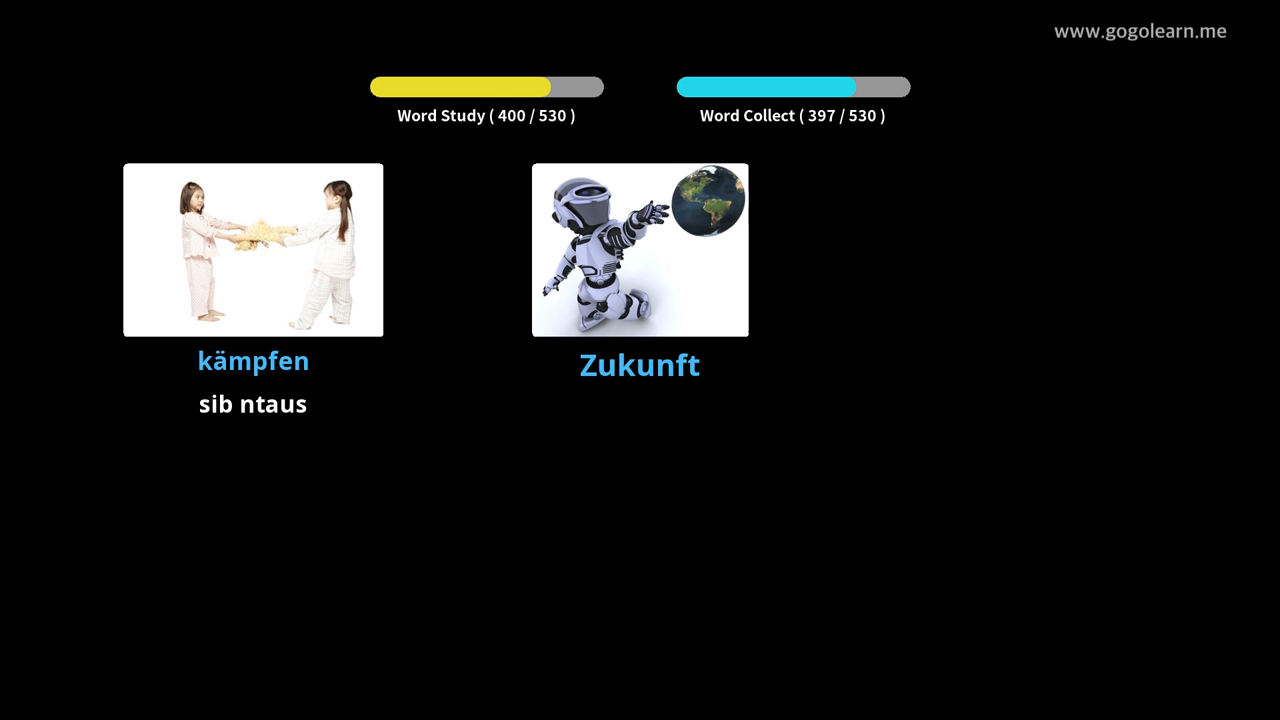 www.gogolearn.me
Word Study ( 400 / 530 )
Word Collect ( 397 / 530 )
kämpfen
sib ntaus
Zukunft